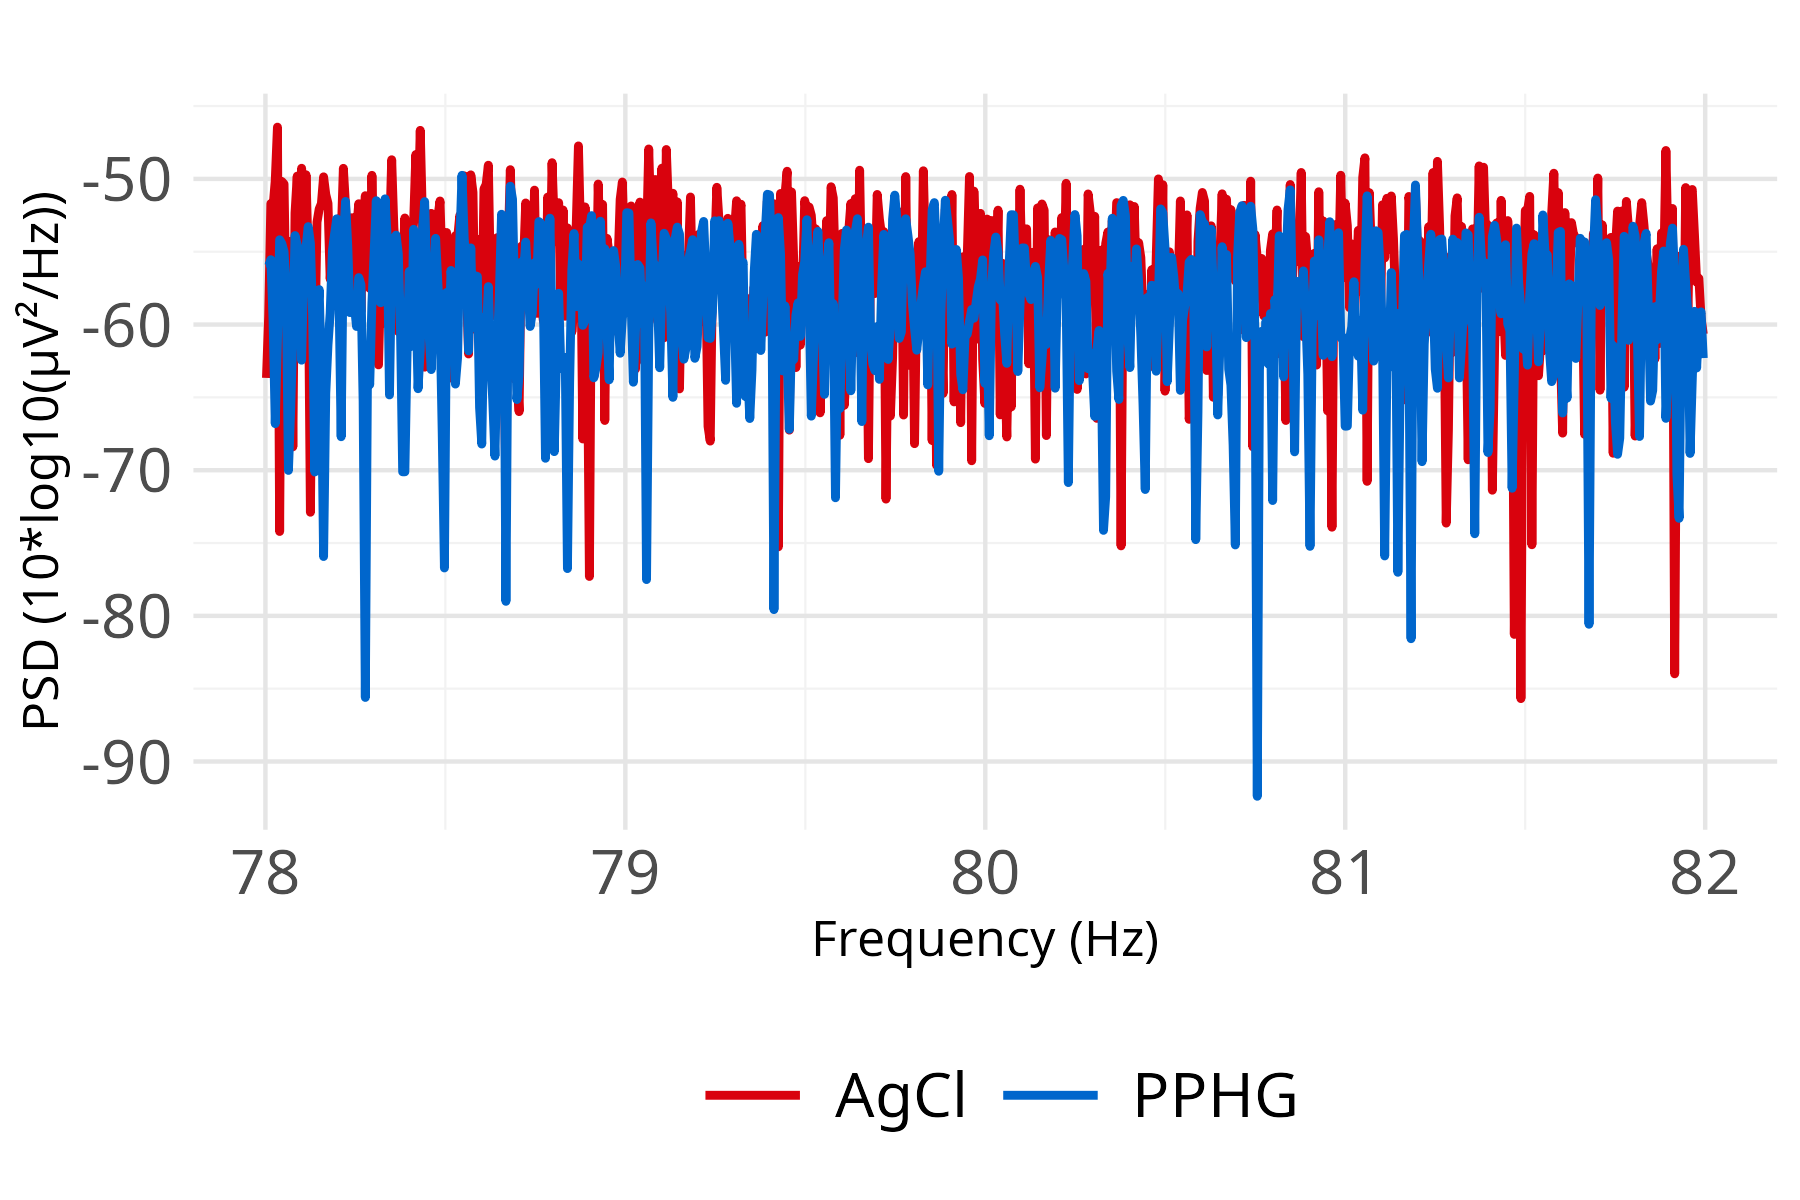 PSD (10*log10(µV²/Hz))
-50
-60
-70
-80
-90
78 79 80 81 82
Frequency (Hz)
AgCl PPHG